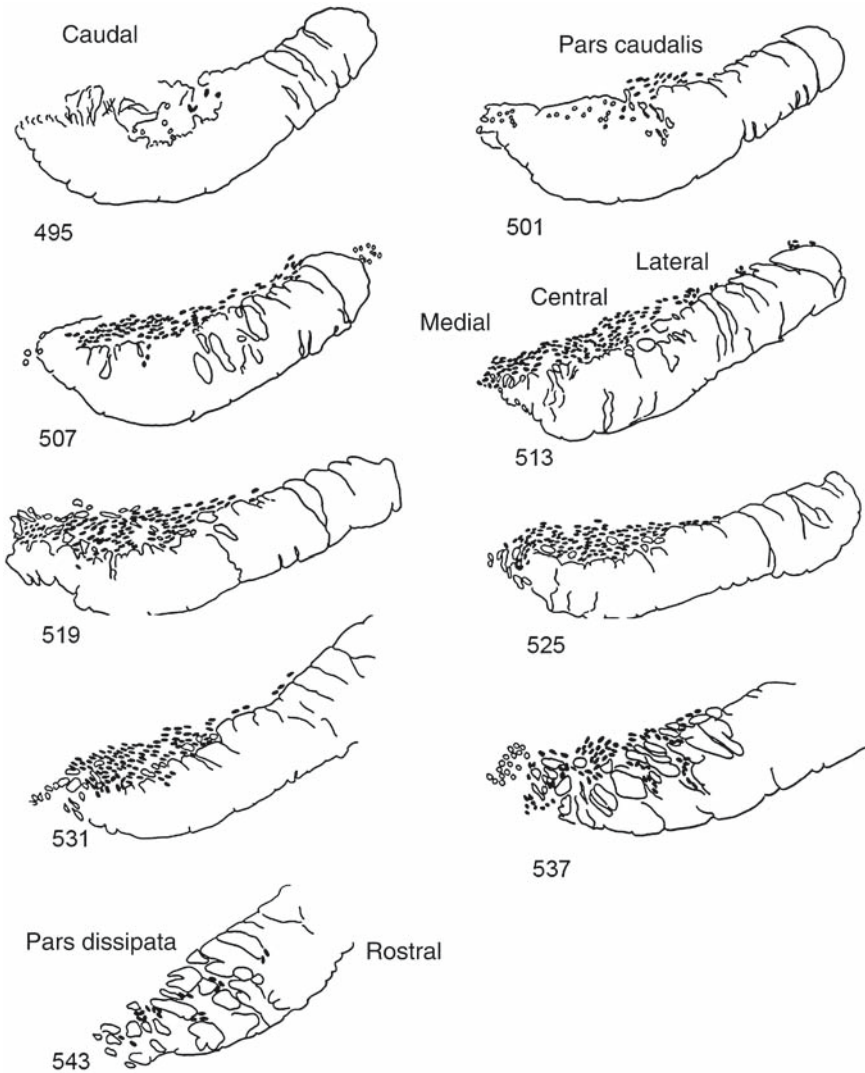 Caudal
Pars caudalis
495
501
Lateral
Central
Medial
507
513
519
525
531
537
Pars dissipata
Rostral
543